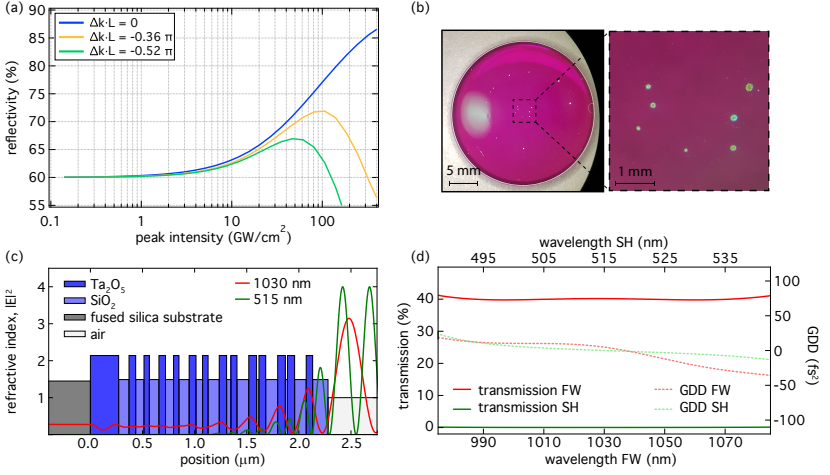 (a)
reflectivity (%)
90
85
80
75
70
65
60
55
Δk·L = 0
Δk·L = -0.36 π
Δk·L = -0.52 π
0.1
1
10
100
peak intensity (GW/cm²)
(b)
5 mm
1 mm
(c)
refractive index, |E|²
4
3
2
1
Ta₂O₅
SiO₂
fused silica substrate
air
1030 nm
515 nm
0.0
0.5
1.0
1.5
2.0
2.5
position (μm)
(d)
wavelength SH (nm)
495
505
515
525
535
transmission (%)
40
30
20
10
0
GDD (fs²)
100
50
0
-50
-100
transmission FW
transmission SH
GDD FW
GDD SH
990
1010
1030
1050
1070
wavelength FW (nm)